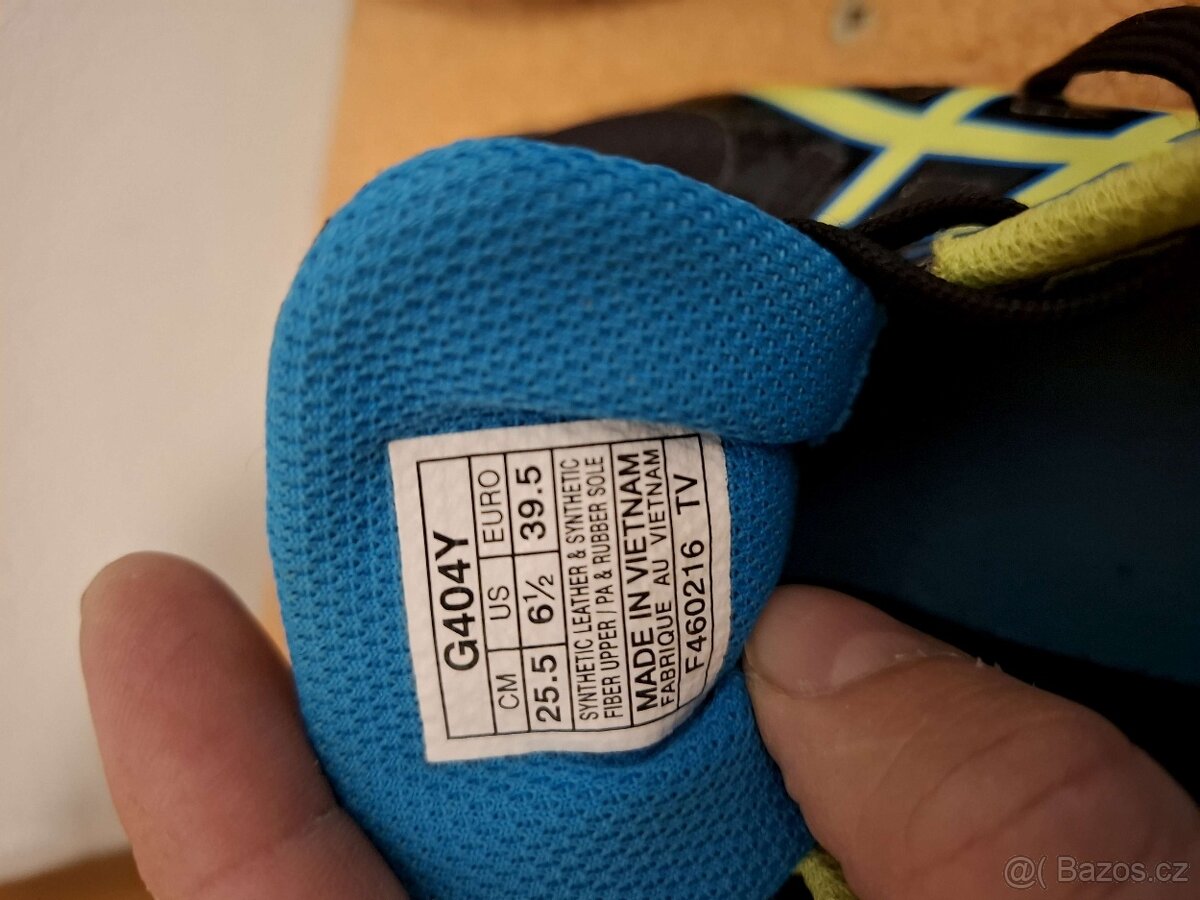 G404Y
CM US EURO
25.5 6½ 39.5
SYNTHETIC LEATHER & SYNTHETIC
FIBER UPPER / PA & RUBBER SOLE
MADE IN VIETNAM
FABRIQUE AU VIETNAM
F460216 TV
@( Bazos.cz